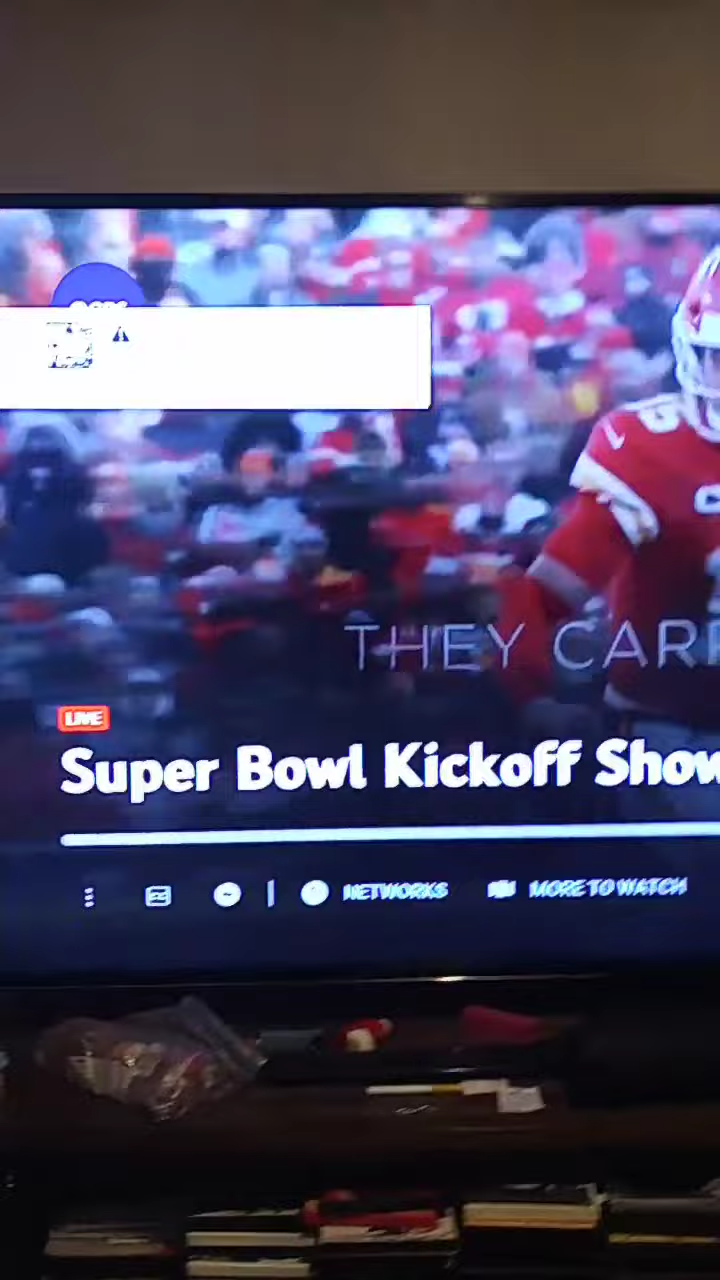 THEY CARR
LIVE
Super Bowl Kickoff Show
NETWORKS
MORE TO WATCH